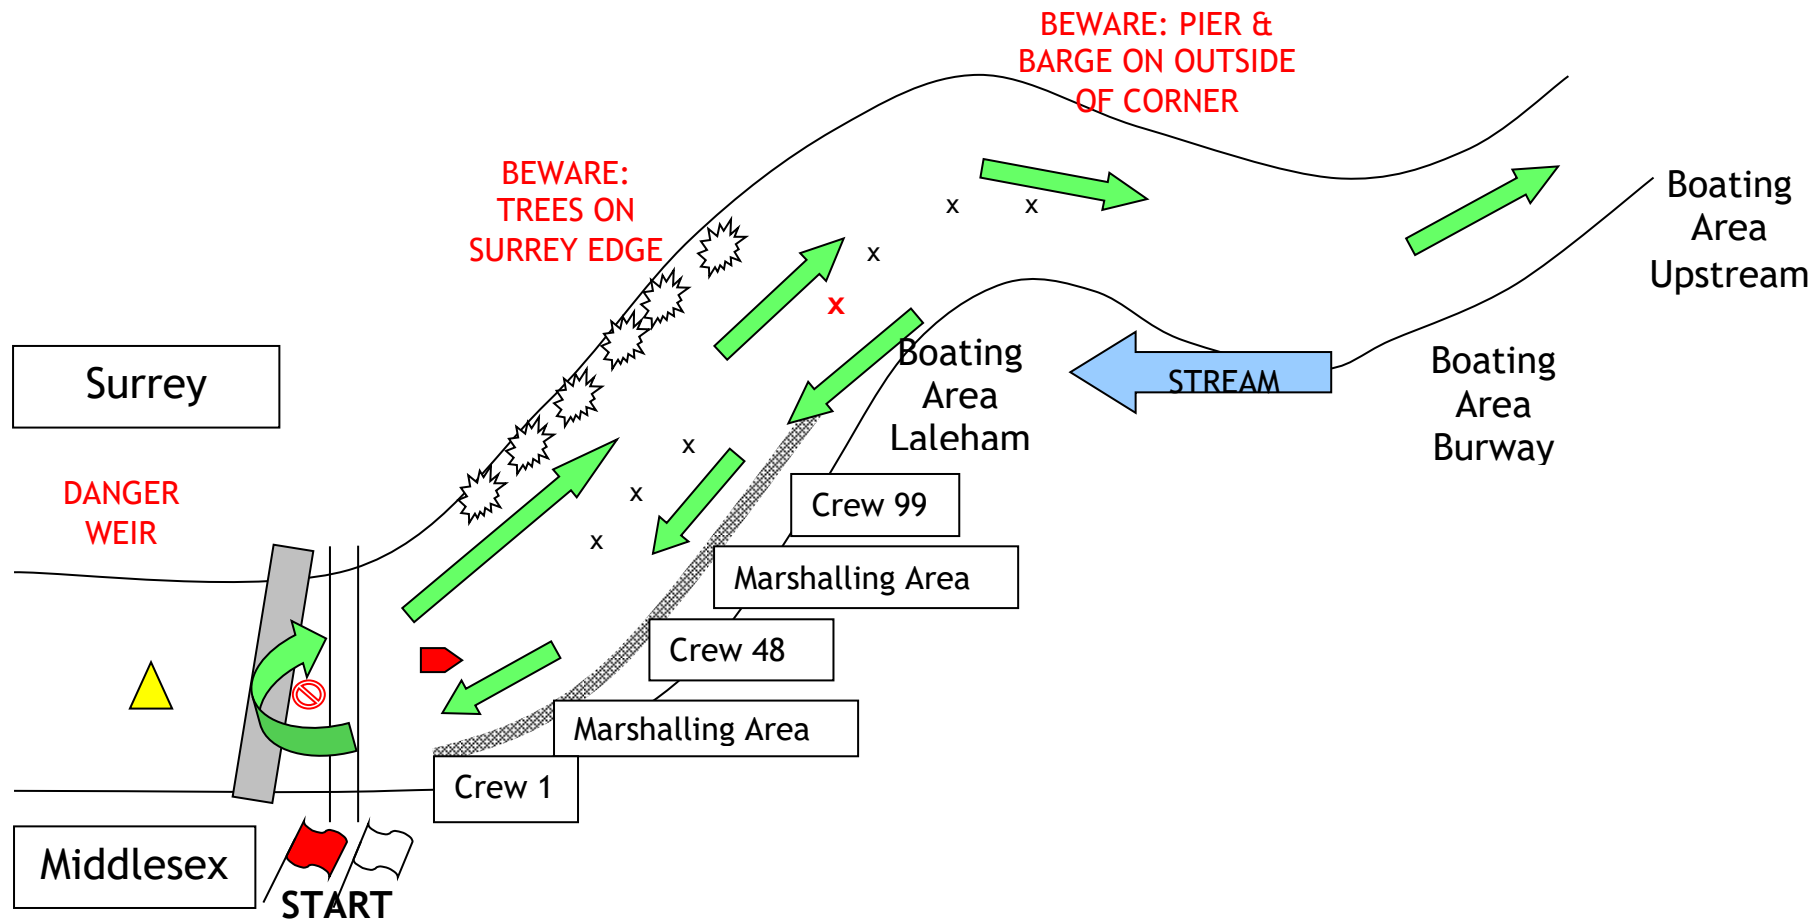 BEWARE: PIER &
BARGE ON OUTSIDE
OF CORNER
BEWARE:
TREES ON
SURREY EDGE
x
x
x
x
Boating
Area
Upstream
Surrey
Boating
Area
Laleham
STREAM
Boating
Area
Burway
x
x
x
DANGER
WEIR
Crew 99
Marshalling Area
Crew 48
Marshalling Area
Crew 1
Middlesex
START